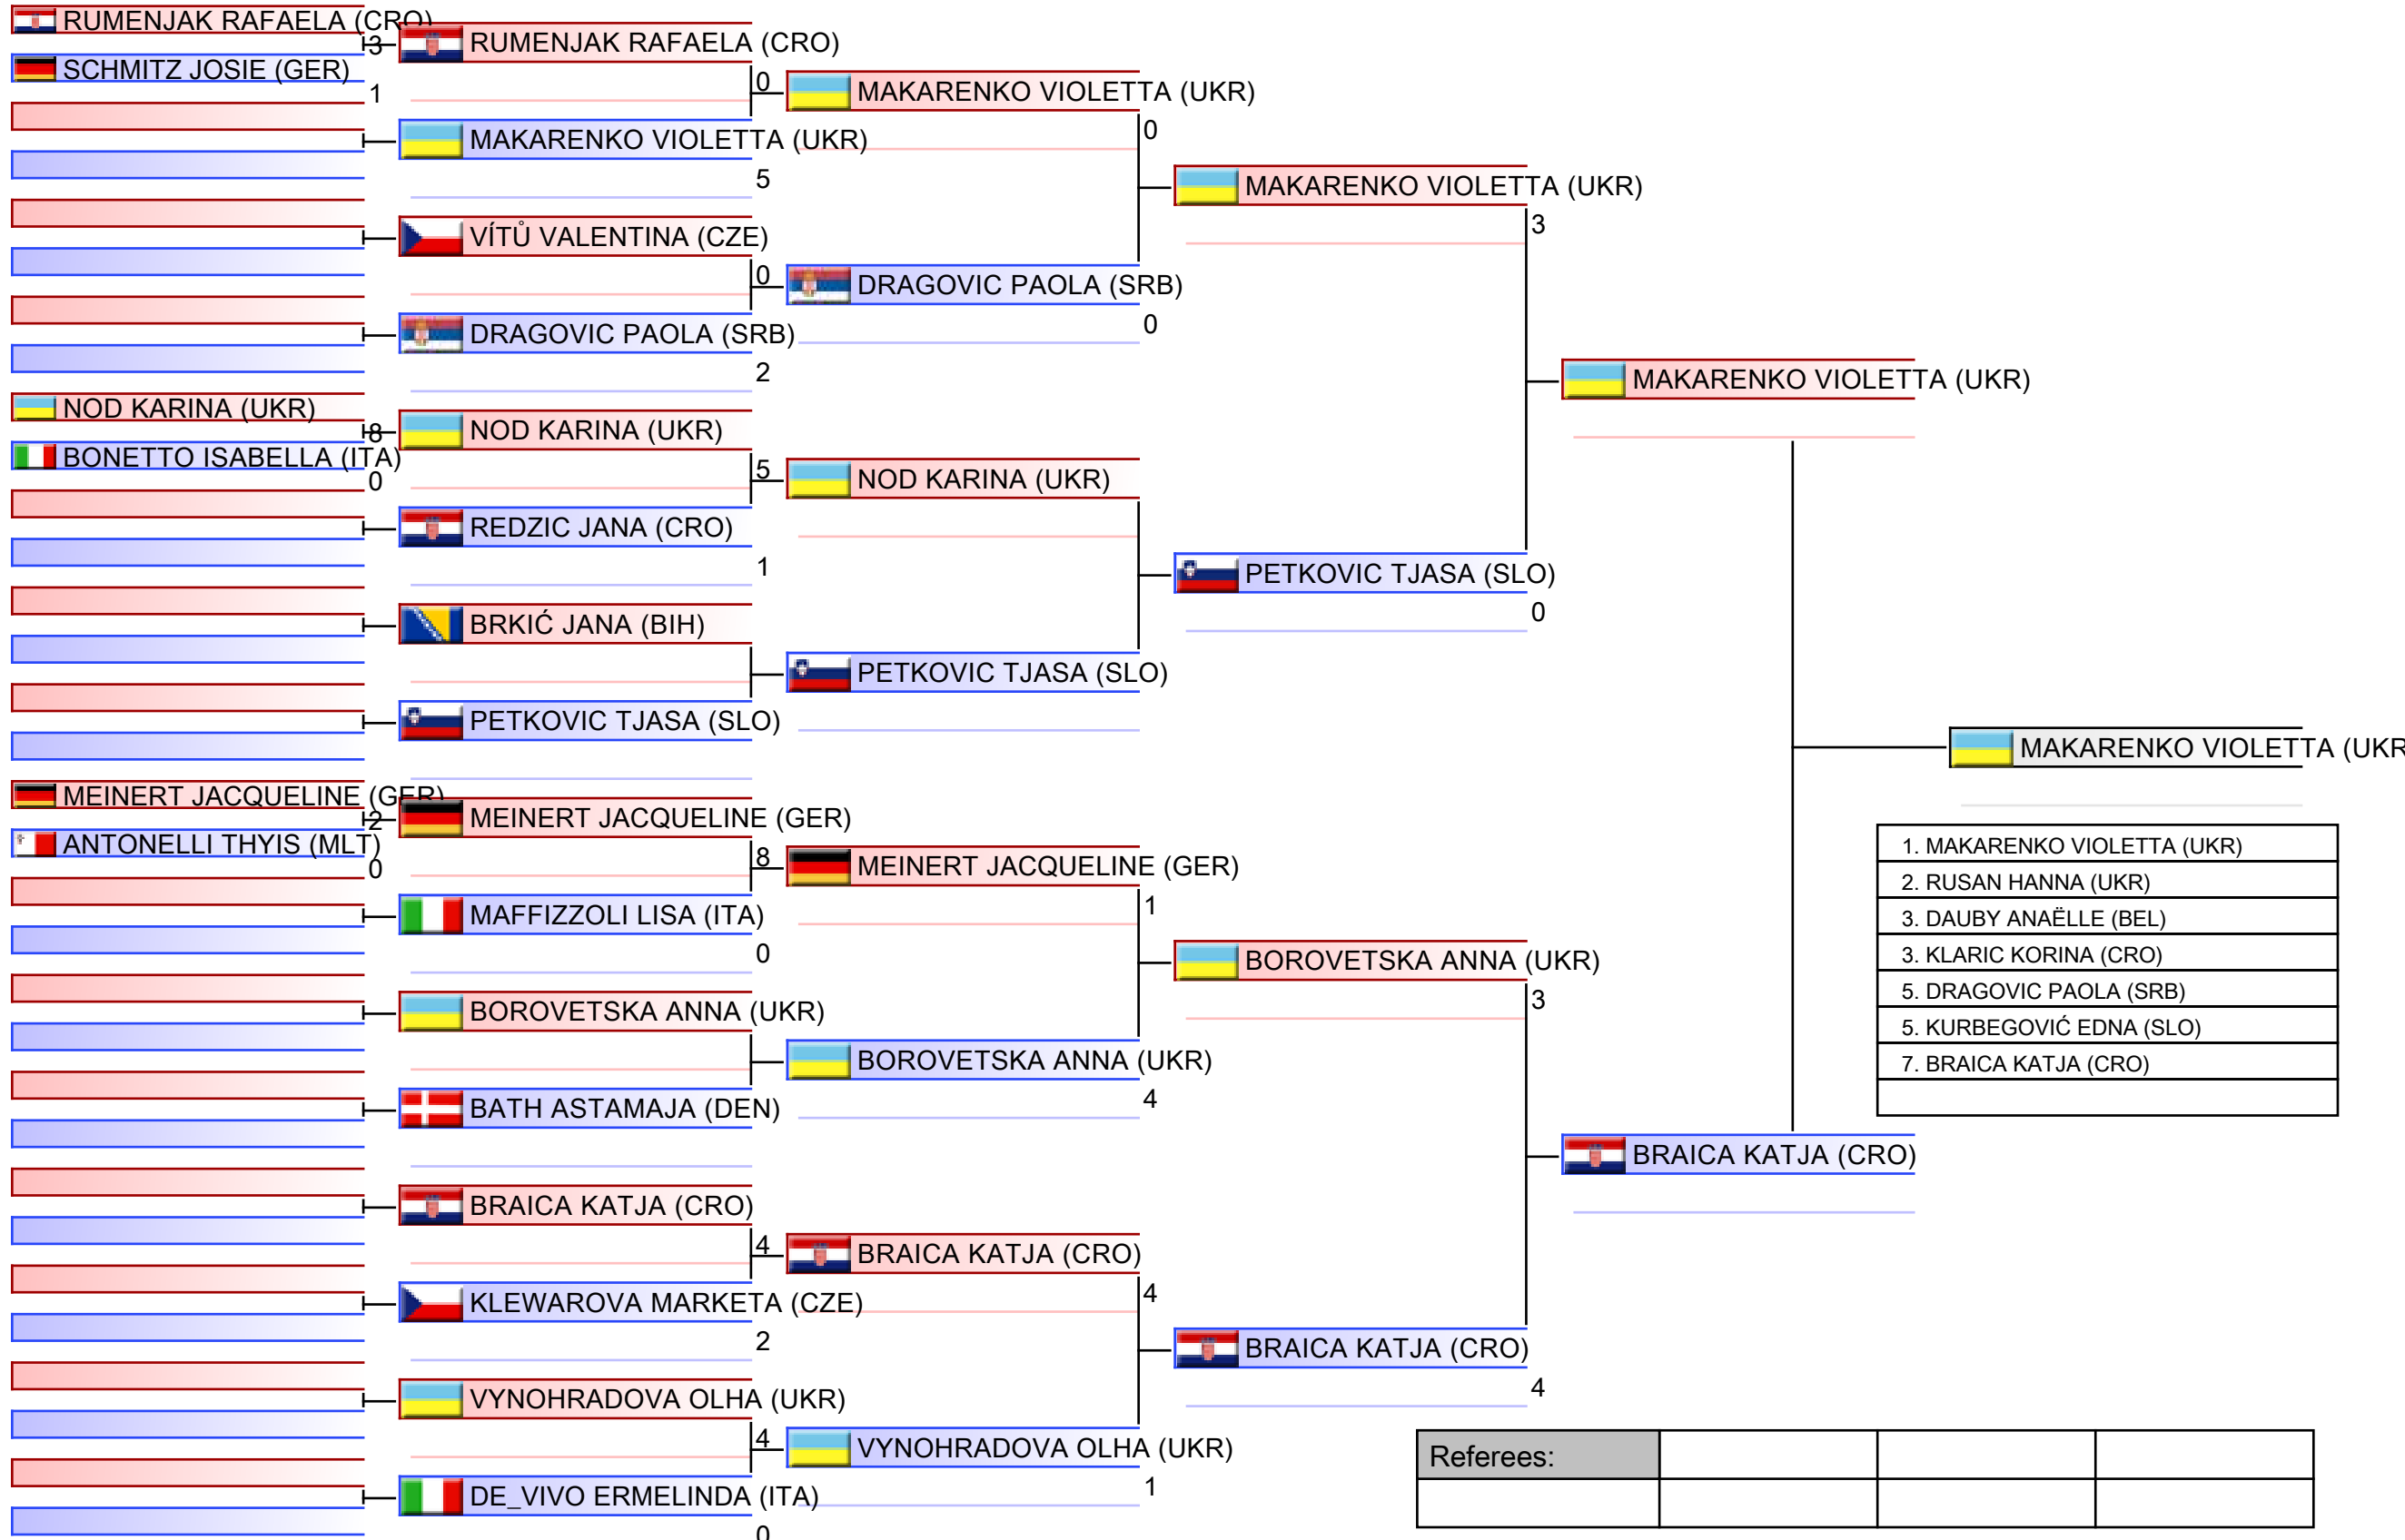 RUMENJAK RAFAELA (CRO)
3
SCHMITZ JOSIE (GER)
1
NOD KARINA (UKR)
8
BONETTO ISABELLA (ITA)
0
MEINERT JACQUELINE (GER)
2
ANTONELLI THYIS (MLT)
0
RUMENJAK RAFAELA (CRO)
0
MAKARENKO VIOLETTA (UKR)
5
VÍTŮ VALENTINA (CZE)
0
DRAGOVIC PAOLA (SRB)
2
NOD KARINA (UKR)
5
REDZIC JANA (CRO)
1
BRKIĆ JANA (BIH)
PETKOVIC TJASA (SLO)
MEINERT JACQUELINE (GER)
8
MAFFIZZOLI LISA (ITA)
0
BOROVETSKA ANNA (UKR)
BATH ASTAMAJA (DEN)
BRAICA KATJA (CRO)
4
KLEWAROVA MARKETA (CZE)
2
VYNOHRADOVA OLHA (UKR)
4
DE_VIVO ERMELINDA (ITA)
0
MAKARENKO VIOLETTA (UKR)
0
DRAGOVIC PAOLA (SRB)
0
NOD KARINA (UKR)
PETKOVIC TJASA (SLO)
MEINERT JACQUELINE (GER)
1
BOROVETSKA ANNA (UKR)
4
BRAICA KATJA (CRO)
4
VYNOHRADOVA OLHA (UKR)
1
MAKARENKO VIOLETTA (UKR)
3
PETKOVIC TJASA (SLO)
0
BOROVETSKA ANNA (UKR)
3
BRAICA KATJA (CRO)
4
MAKARENKO VIOLETTA (UKR)
BRAICA KATJA (CRO)
MAKARENKO VIOLETTA (UKR
1. MAKARENKO VIOLETTA (UKR)
2. RUSAN HANNA (UKR)
3. DAUBY ANAËLLE (BEL)
3. KLARIC KORINA (CRO)
5. DRAGOVIC PAOLA (SRB)
5. KURBEGOVIĆ EDNA (SLO)
7. BRAICA KATJA (CRO)
Referees: